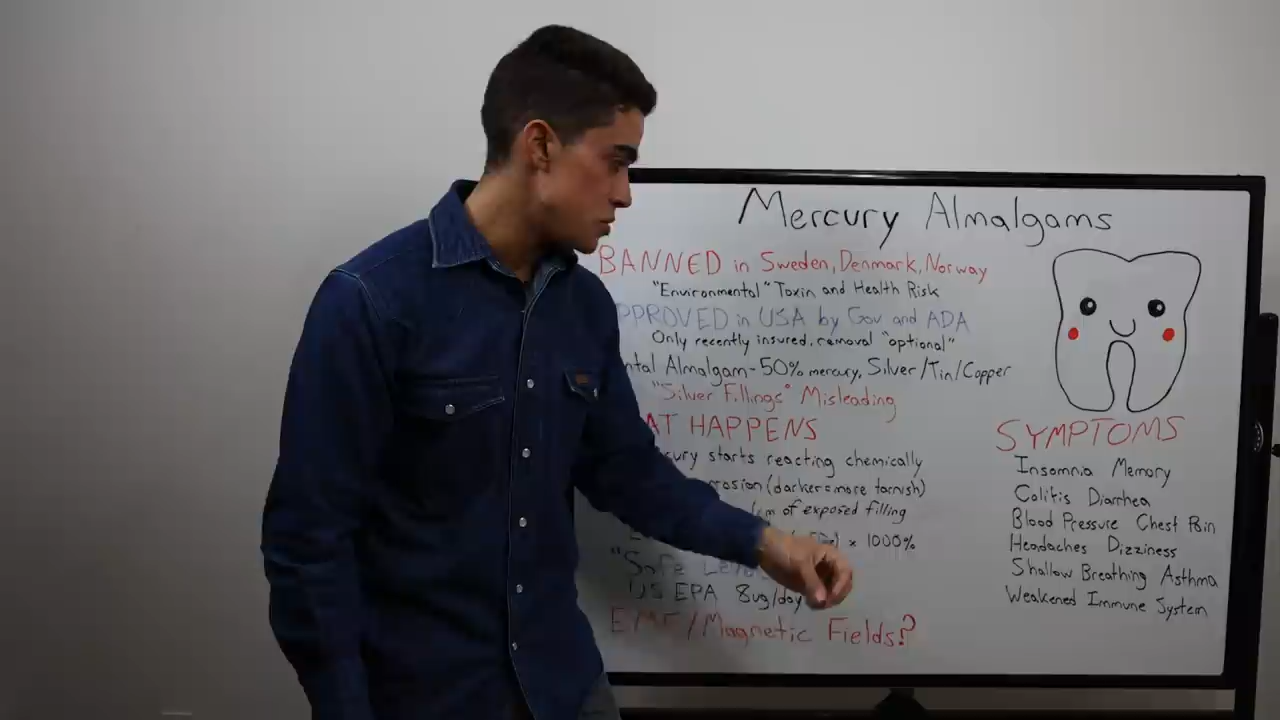 Mercury Almalgams
BANNED in Sweden, Denmark, Norway
"Environmental" Toxin and Health Risk
PPROVED in USA by Gov and ADA
Only recently insured, removal "optional"
ntal Almalgam-50% mercury, Silver/Tin/Copper
"Silver Fillings" Misleading
AT HAPPENS
cury starts reacting chemically
rosion (darker=more tarnish)
of exposed filling
x 1000%
"Safe
US EPA 8ug/day
EMF/Magnetic Fields?
SYMPTOMS
Insomnia Memory
Colitis Diarrhea
Blood Pressure Chest Pain
Headaches Dizziness
Shallow Breathing Asthma
Weakened Immune System